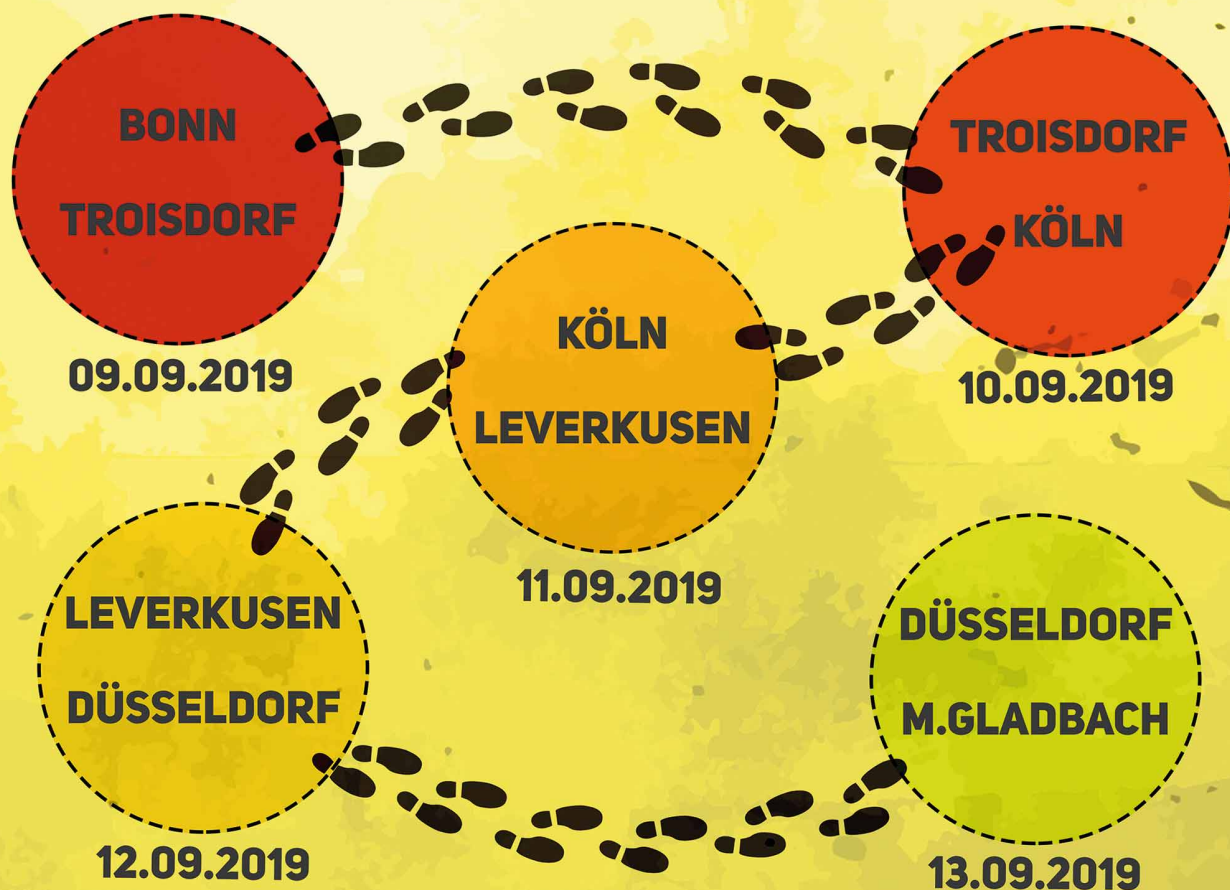 BONN
TROISDORF
09.09.2019
TROISDORF
KÖLN
10.09.2019
KÖLN
LEVERKUSEN
11.09.2019
LEVERKUSEN
DÜSSELDORF
12.09.2019
DÜSSELDORF
M.GLADBACH
13.09.2019